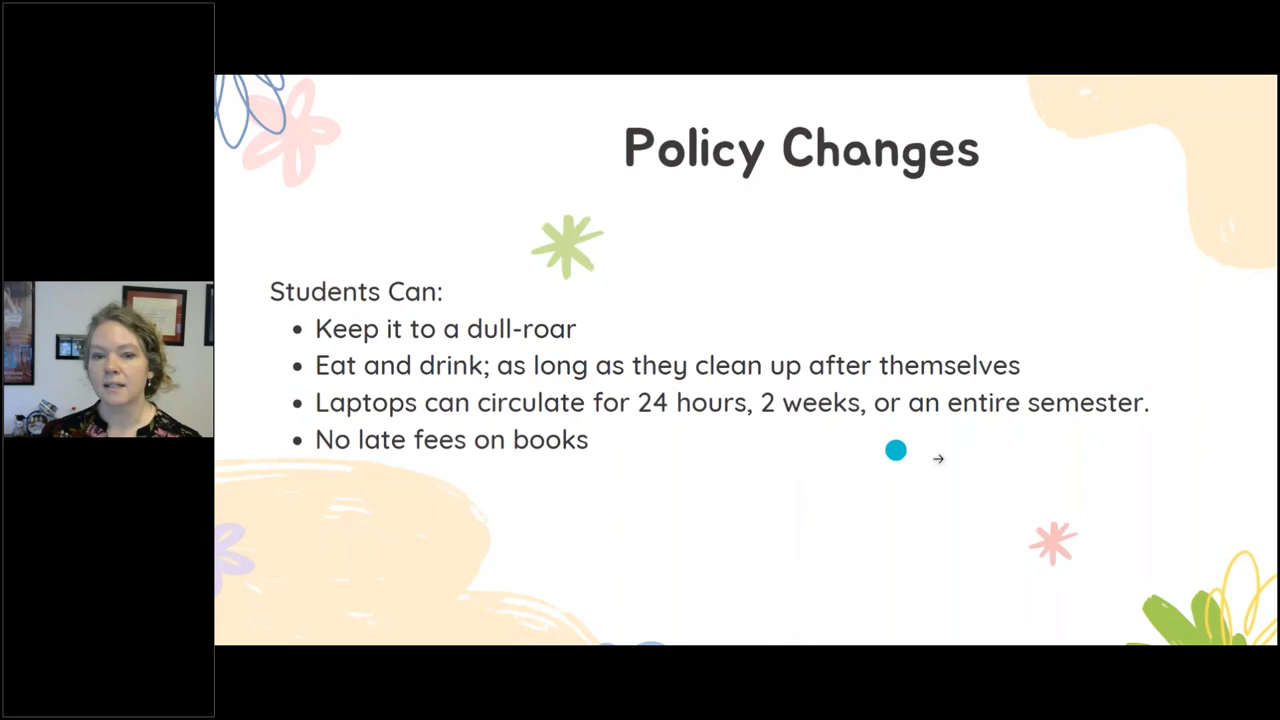 Policy Changes
Students Can:
• Keep it to a dull-roar
• Eat and drink; as long as they clean up after themselves
• Laptops can circulate for 24 hours, 2 weeks, or an entire semester.
• No late fees on books